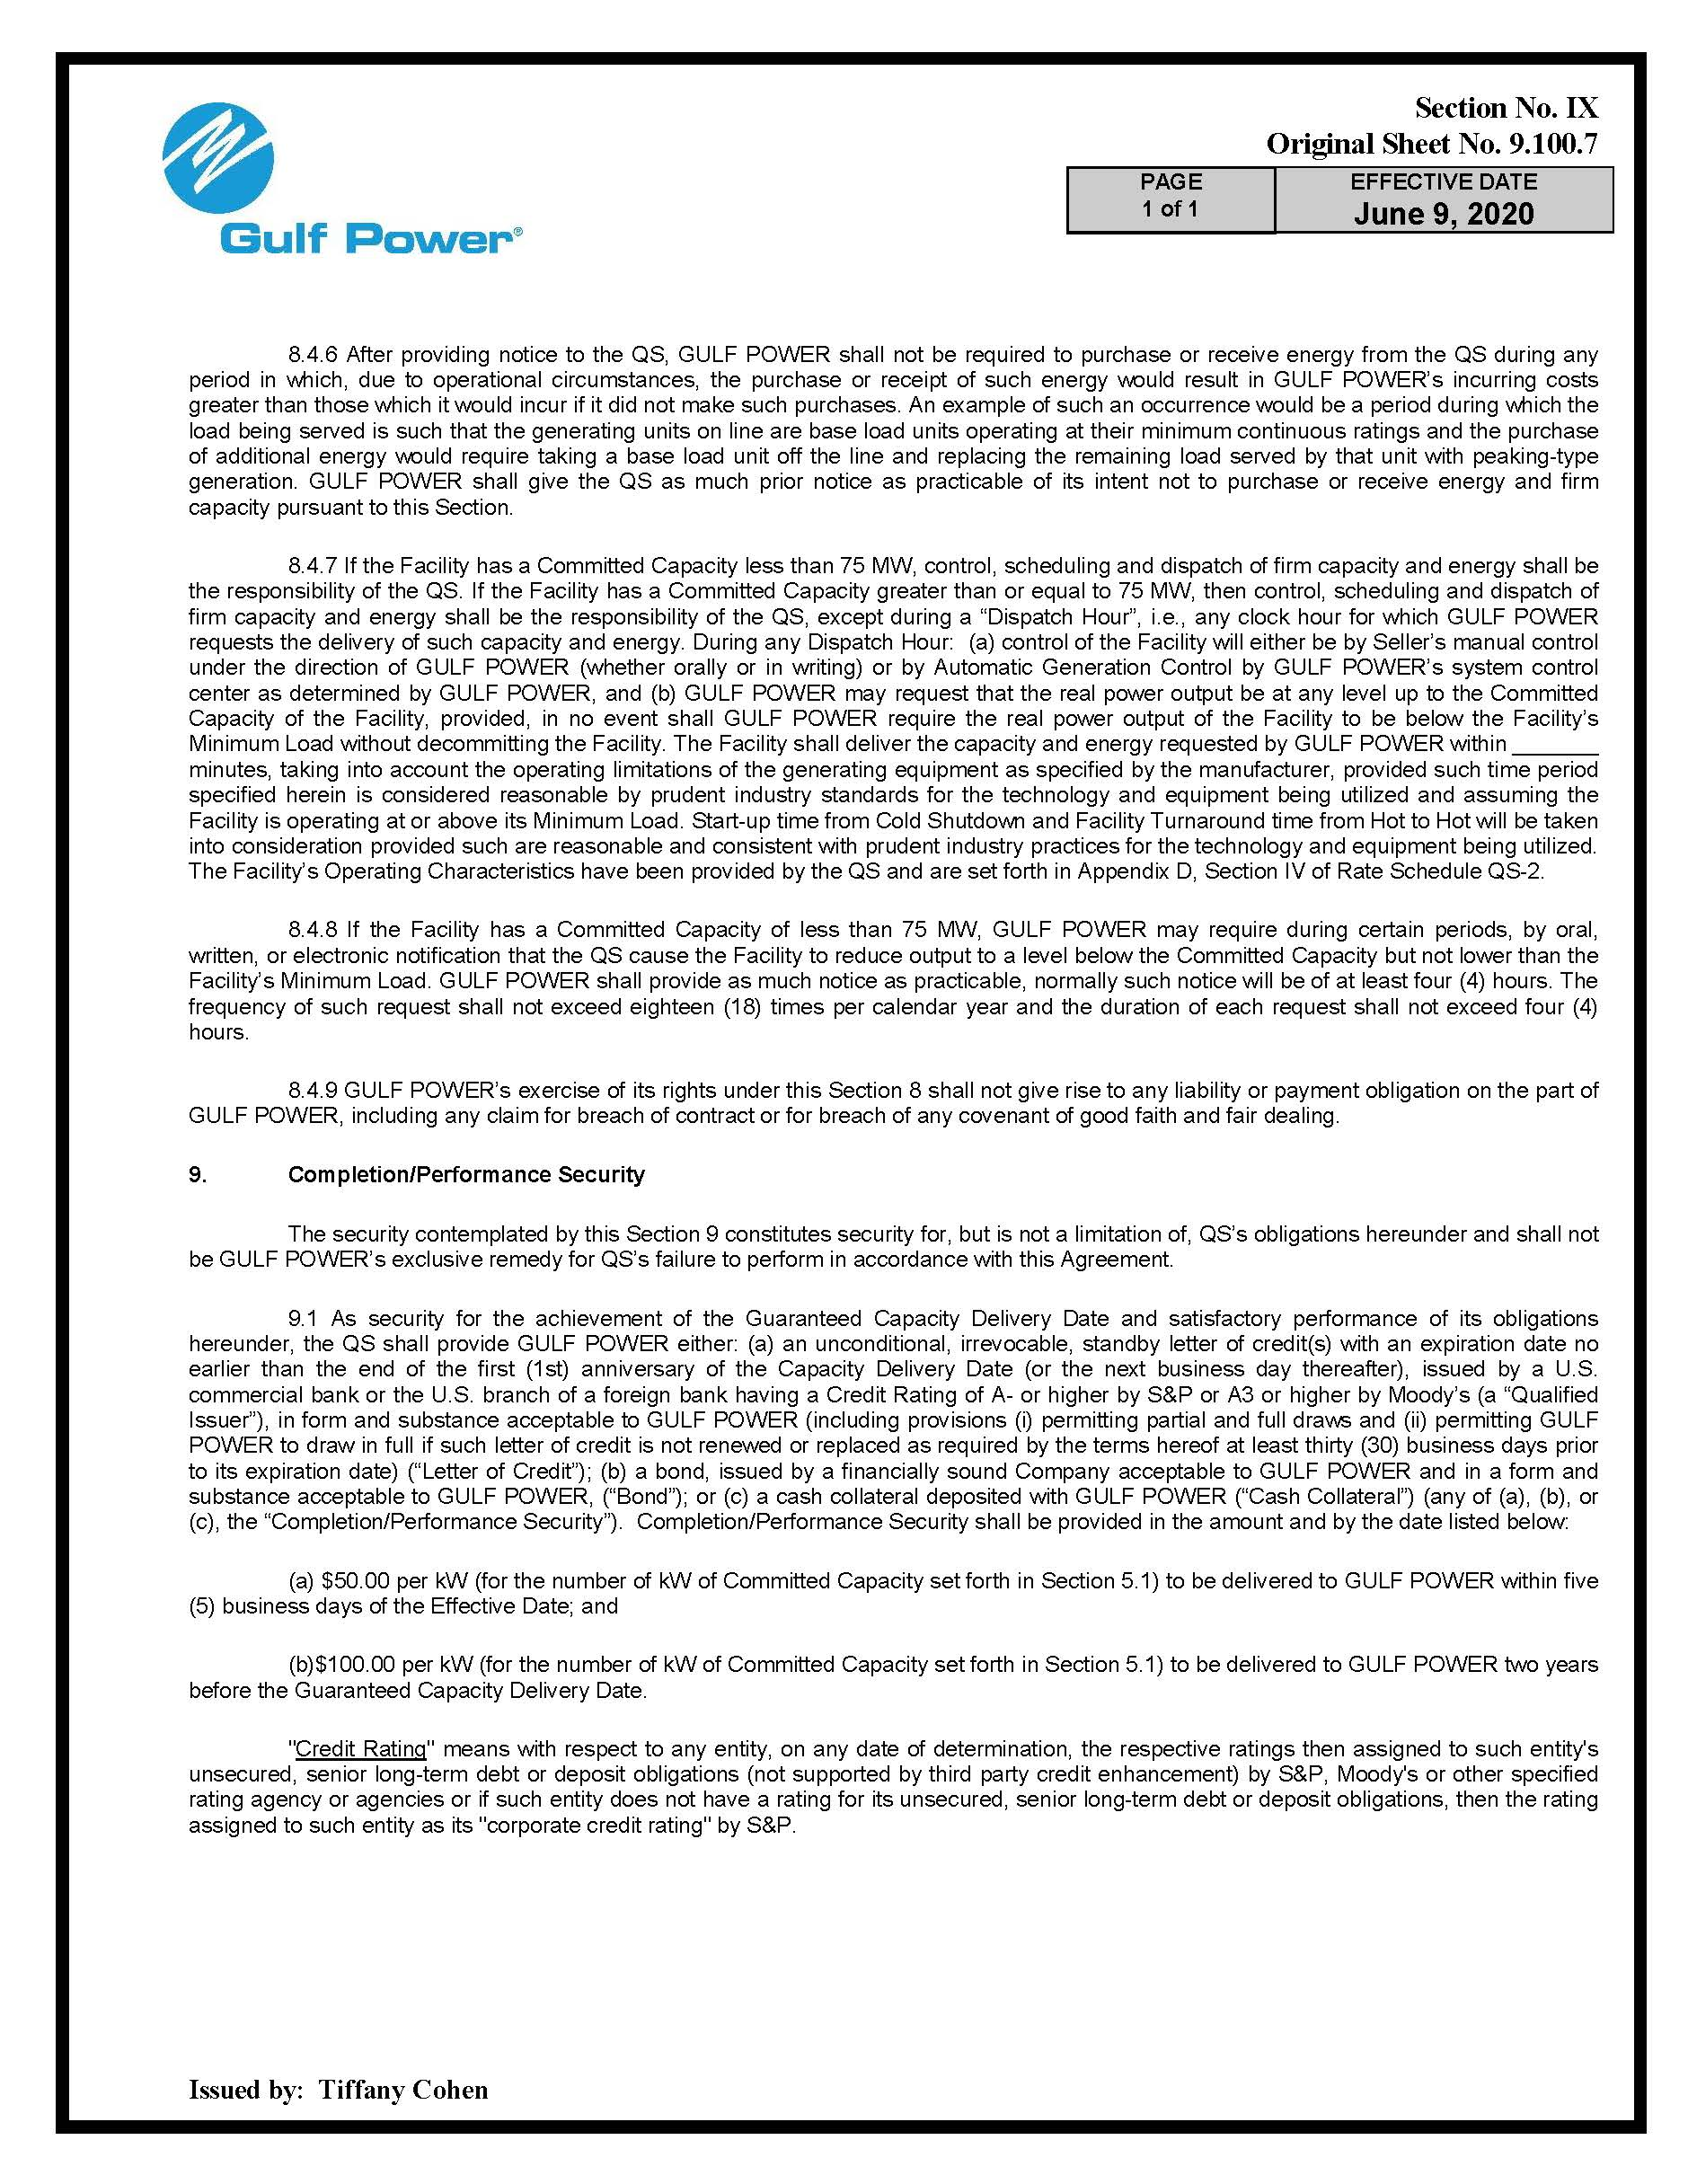 Section No. IX
Original Sheet No. 9.100.7
PAGE
1 of 1
EFFECTIVE DATE
June 9, 2020
Gulf Power®
8.4.6 After providing notice to the QS, GULF POWER shall not be required to purchase or receive energy from the QS during any
period in which, due to operational circumstances, the purchase or receipt of such energy would result in GULF POWER’s incurring costs
greater than those which it would incur if it did not make such purchases. An example of such an occurrence would be a period during which the
load being served is such that the generating units on line are base load units operating at their minimum continuous ratings and the purchase
of additional energy would require taking a base load unit off the line and replacing the remaining load served by that unit with peaking-type
generation. GULF POWER shall give the QS as much prior notice as practicable of its intent not to purchase or receive energy and firm
capacity pursuant to this Section.
8.4.7 If the Facility has a Committed Capacity less than 75 MW, control, scheduling and dispatch of firm capacity and energy shall be
the responsibility of the QS. If the Facility has a Committed Capacity greater than or equal to 75 MW, then control, scheduling and dispatch of
firm capacity and energy shall be the responsibility of the QS, except during a “Dispatch Hour”, i.e., any clock hour for which GULF POWER
requests the delivery of such capacity and energy. During any Dispatch Hour: (a) control of the Facility will either be by Seller’s manual control
under the direction of GULF POWER (whether orally or in writing) or by Automatic Generation Control by GULF POWER’s system control
center as determined by GULF POWER, and (b) GULF POWER may request that the real power output be at any level up to the Committed
Capacity of the Facility, provided, in no event shall GULF POWER require the real power output of the Facility to be below the Facility’s
Minimum Load without decommitting the Facility. The Facility shall deliver the capacity and energy requested by GULF POWER within _______
minutes, taking into account the operating limitations of the generating equipment as specified by the manufacturer, provided such time period
specified herein is considered reasonable by prudent industry standards for the technology and equipment being utilized and assuming the
Facility is operating at or above its Minimum Load. Start-up time from Cold Shutdown and Facility Turnaround time from Hot to Hot will be taken
into consideration provided such are reasonable and consistent with prudent industry practices for the technology and equipment being utilized.
The Facility’s Operating Characteristics have been provided by the QS and are set forth in Appendix D, Section IV of Rate Schedule QS-2.
8.4.8 If the Facility has a Committed Capacity of less than 75 MW, GULF POWER may require during certain periods, by oral,
written, or electronic notification that the QS cause the Facility to reduce output to a level below the Committed Capacity but not lower than the
Facility’s Minimum Load. GULF POWER shall provide as much notice as practicable, normally such notice will be of at least four (4) hours. The
frequency of such request shall not exceed eighteen (18) times per calendar year and the duration of each request shall not exceed four (4)
hours.
8.4.9 GULF POWER’s exercise of its rights under this Section 8 shall not give rise to any liability or payment obligation on the part of
GULF POWER, including any claim for breach of contract or for breach of any covenant of good faith and fair dealing.
9. Completion/Performance Security
The security contemplated by this Section 9 constitutes security for, but is not a limitation of, QS’s obligations hereunder and shall not
be GULF POWER’s exclusive remedy for QS’s failure to perform in accordance with this Agreement.
9.1 As security for the achievement of the Guaranteed Capacity Delivery Date and satisfactory performance of its obligations
hereunder, the QS shall provide GULF POWER either: (a) an unconditional, irrevocable, standby letter of credit(s) with an expiration date no
earlier than the end of the first (1st) anniversary of the Capacity Delivery Date (or the next business day thereafter), issued by a U.S.
commercial bank or the U.S. branch of a foreign bank having a Credit Rating of A- or higher by S&P or A3 or higher by Moody’s (a “Qualified
Issuer”), in form and substance acceptable to GULF POWER (including provisions (i) permitting partial and full draws and (ii) permitting GULF
POWER to draw in full if such letter of credit is not renewed or replaced as required by the terms hereof at least thirty (30) business days prior
to its expiration date) (“Letter of Credit”); (b) a bond, issued by a financially sound Company acceptable to GULF POWER and in a form and
substance acceptable to GULF POWER, (“Bond”); or (c) a cash collateral deposited with GULF POWER (“Cash Collateral”) (any of (a), (b), or
(c), the “Completion/Performance Security”). Completion/Performance Security shall be provided in the amount and by the date listed below:
(a) $50.00 per kW (for the number of kW of Committed Capacity set forth in Section 5.1) to be delivered to GULF POWER within five
(5) business days of the Effective Date; and
(b)$100.00 per kW (for the number of kW of Committed Capacity set forth in Section 5.1) to be delivered to GULF POWER two years
before the Guaranteed Capacity Delivery Date.
"Credit Rating" means with respect to any entity, on any date of determination, the respective ratings then assigned to such entity's
unsecured, senior long-term debt or deposit obligations (not supported by third party credit enhancement) by S&P, Moody's or other specified
rating agency or agencies or if such entity does not have a rating for its unsecured, senior long-term debt or deposit obligations, then the rating
assigned to such entity as its "corporate credit rating" by S&P.
Issued by: Tiffany Cohen